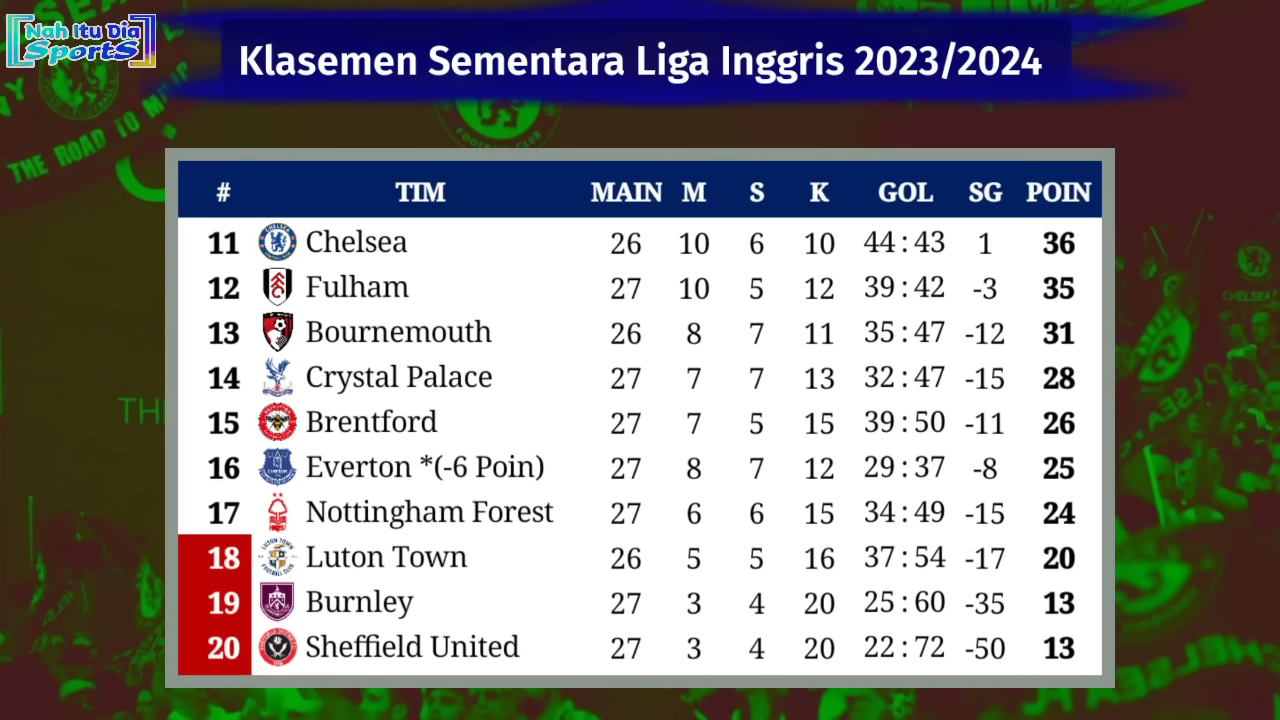 Nah Itu Dia
Sports
Klasemen Sementara Liga Inggris 2023/2024
# TIM MAIN M S K GOL SG POIN
11 Chelsea 26 10 6 10 44:43 1 36
12 Fulham 27 10 5 12 39:42 -3 35
13 Bournemouth 26 8 7 11 35:47 -12 31
14 Crystal Palace 27 7 7 13 32:47 -15 28
15 Brentford 27 7 5 15 39:50 -11 26
16 Everton *(-6 Poin) 27 8 7 12 29:37 -8 25
17 Nottingham Forest 27 6 6 15 34:49 -15 24
18 Luton Town 26 5 5 16 37:54 -17 20
19 Burnley 27 3 4 20 25:60 -35 13
20 Sheffield United 27 3 4 20 22:72 -50 13
THE ROAD TO
FOOTBALL CLUB
CHELSEA